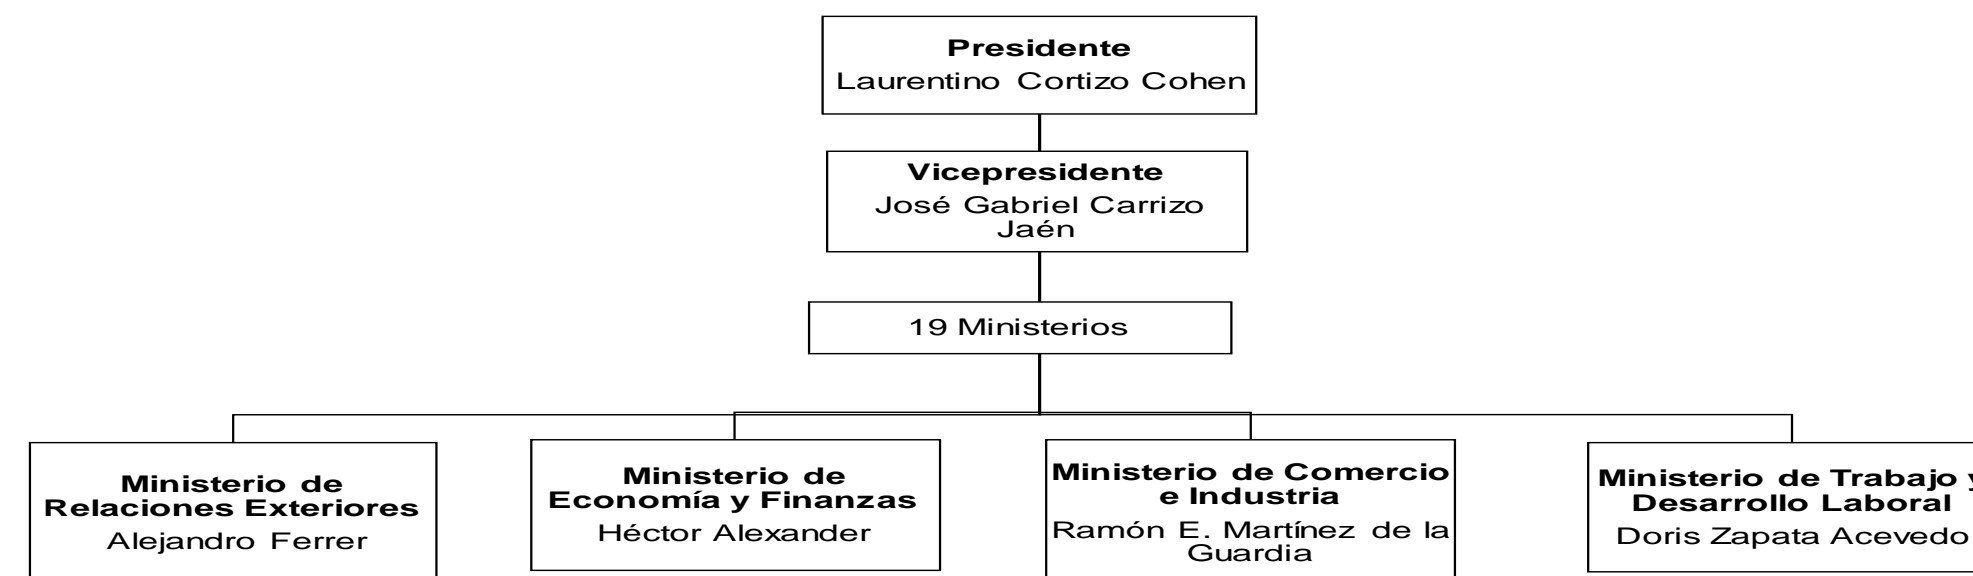 Presidente
Laurentino Cortizo Cohen
Vicepresidente
José Gabriel Carrizo
Jaén
19 Ministerios
Ministerio de
Relaciones Exteriores
Alejandro Ferrer
Ministerio de
Economía y Finanzas
Héctor Alexander
Ministerio de Comercio
e Industria
Ramón E. Martínez de la
Guardia
Ministerio de Trabajo y
Desarrollo Laboral
Doris Zapata Acevedo